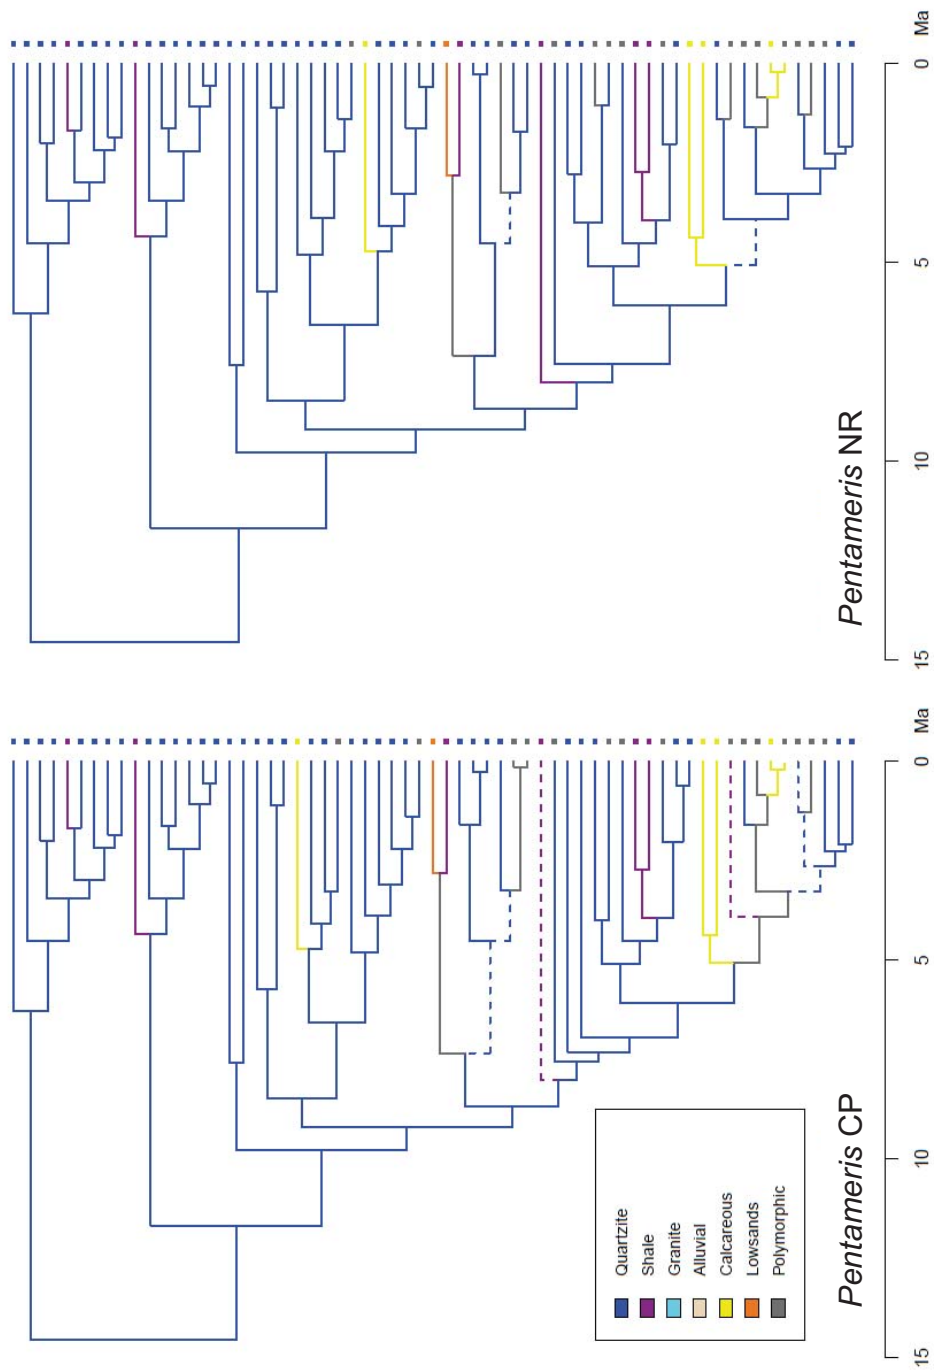 Ma
0
5
10
15
Pentameris NR
Ma
0
5
10
15
Pentameris CP
Quartzite
Shale
Granite
Alluvial
Calcareous
Lowsands
Polymorphic